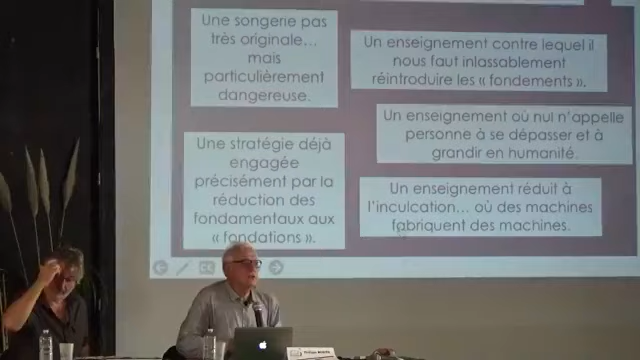 Une songerie pas
très originale...
mais
particulièrement
dangereuse.
Un enseignement contre lequel il
nous faut inlassablement
réintroduire les « fondements ».
Un enseignement où nul n'appelle
personne à se dépasser et à
grandir en humanité.
Une stratégie déjà
engagée
précisément par la
réduction des
fondamentaux aux
« fondations ».
Un enseignement réduit à
l'inculcation... où des machines
fabriquent des machines.